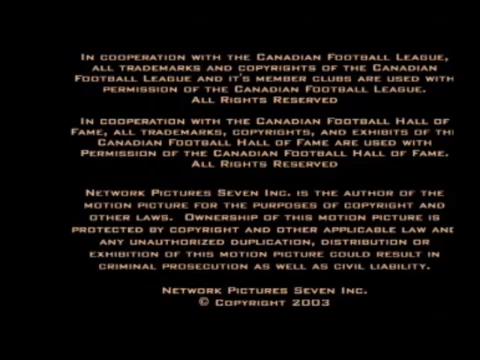 In cooperation with the Canadian Football League,
all trademarks and copyrights of the Canadian
Football League and it's member clubs are used with
permission of the Canadian Football League.
All Rights Reserved
In cooperation with the Canadian Football Hall of
Fame, all trademarks, copyrights, and exhibits of the
Canadian Football Hall of Fame are used with
Permission of the Canadian Football Hall of Fame.
All Rights Reserved
Network Pictures Seven Inc. is the author of the
motion picture for the purposes of copyright and
other laws. Ownership of this motion picture is
protected by copyright and other applicable law and
any unauthorized duplication, distribution or
exhibition of this motion picture could result in
criminal prosecution as well as civil liability.
Network Pictures Seven Inc.
© Copyright 2003